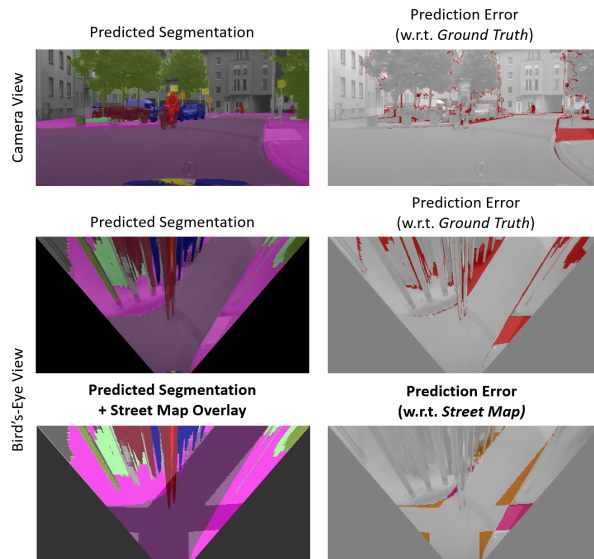 Predicted Segmentation
Prediction Error
(w.r.t. Ground Truth)
Camera View
Predicted Segmentation
Prediction Error
(w.r.t. Ground Truth)
Bird's-Eye View
Predicted Segmentation
+ Street Map Overlay
Prediction Error
(w.r.t. Street Map)